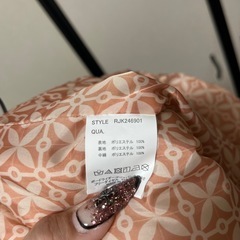 STYLE RJK246901
QUA.
表地 ポリエステル 100%
裏地 ポリエステル 100%
中綿 ポリエステル 100%